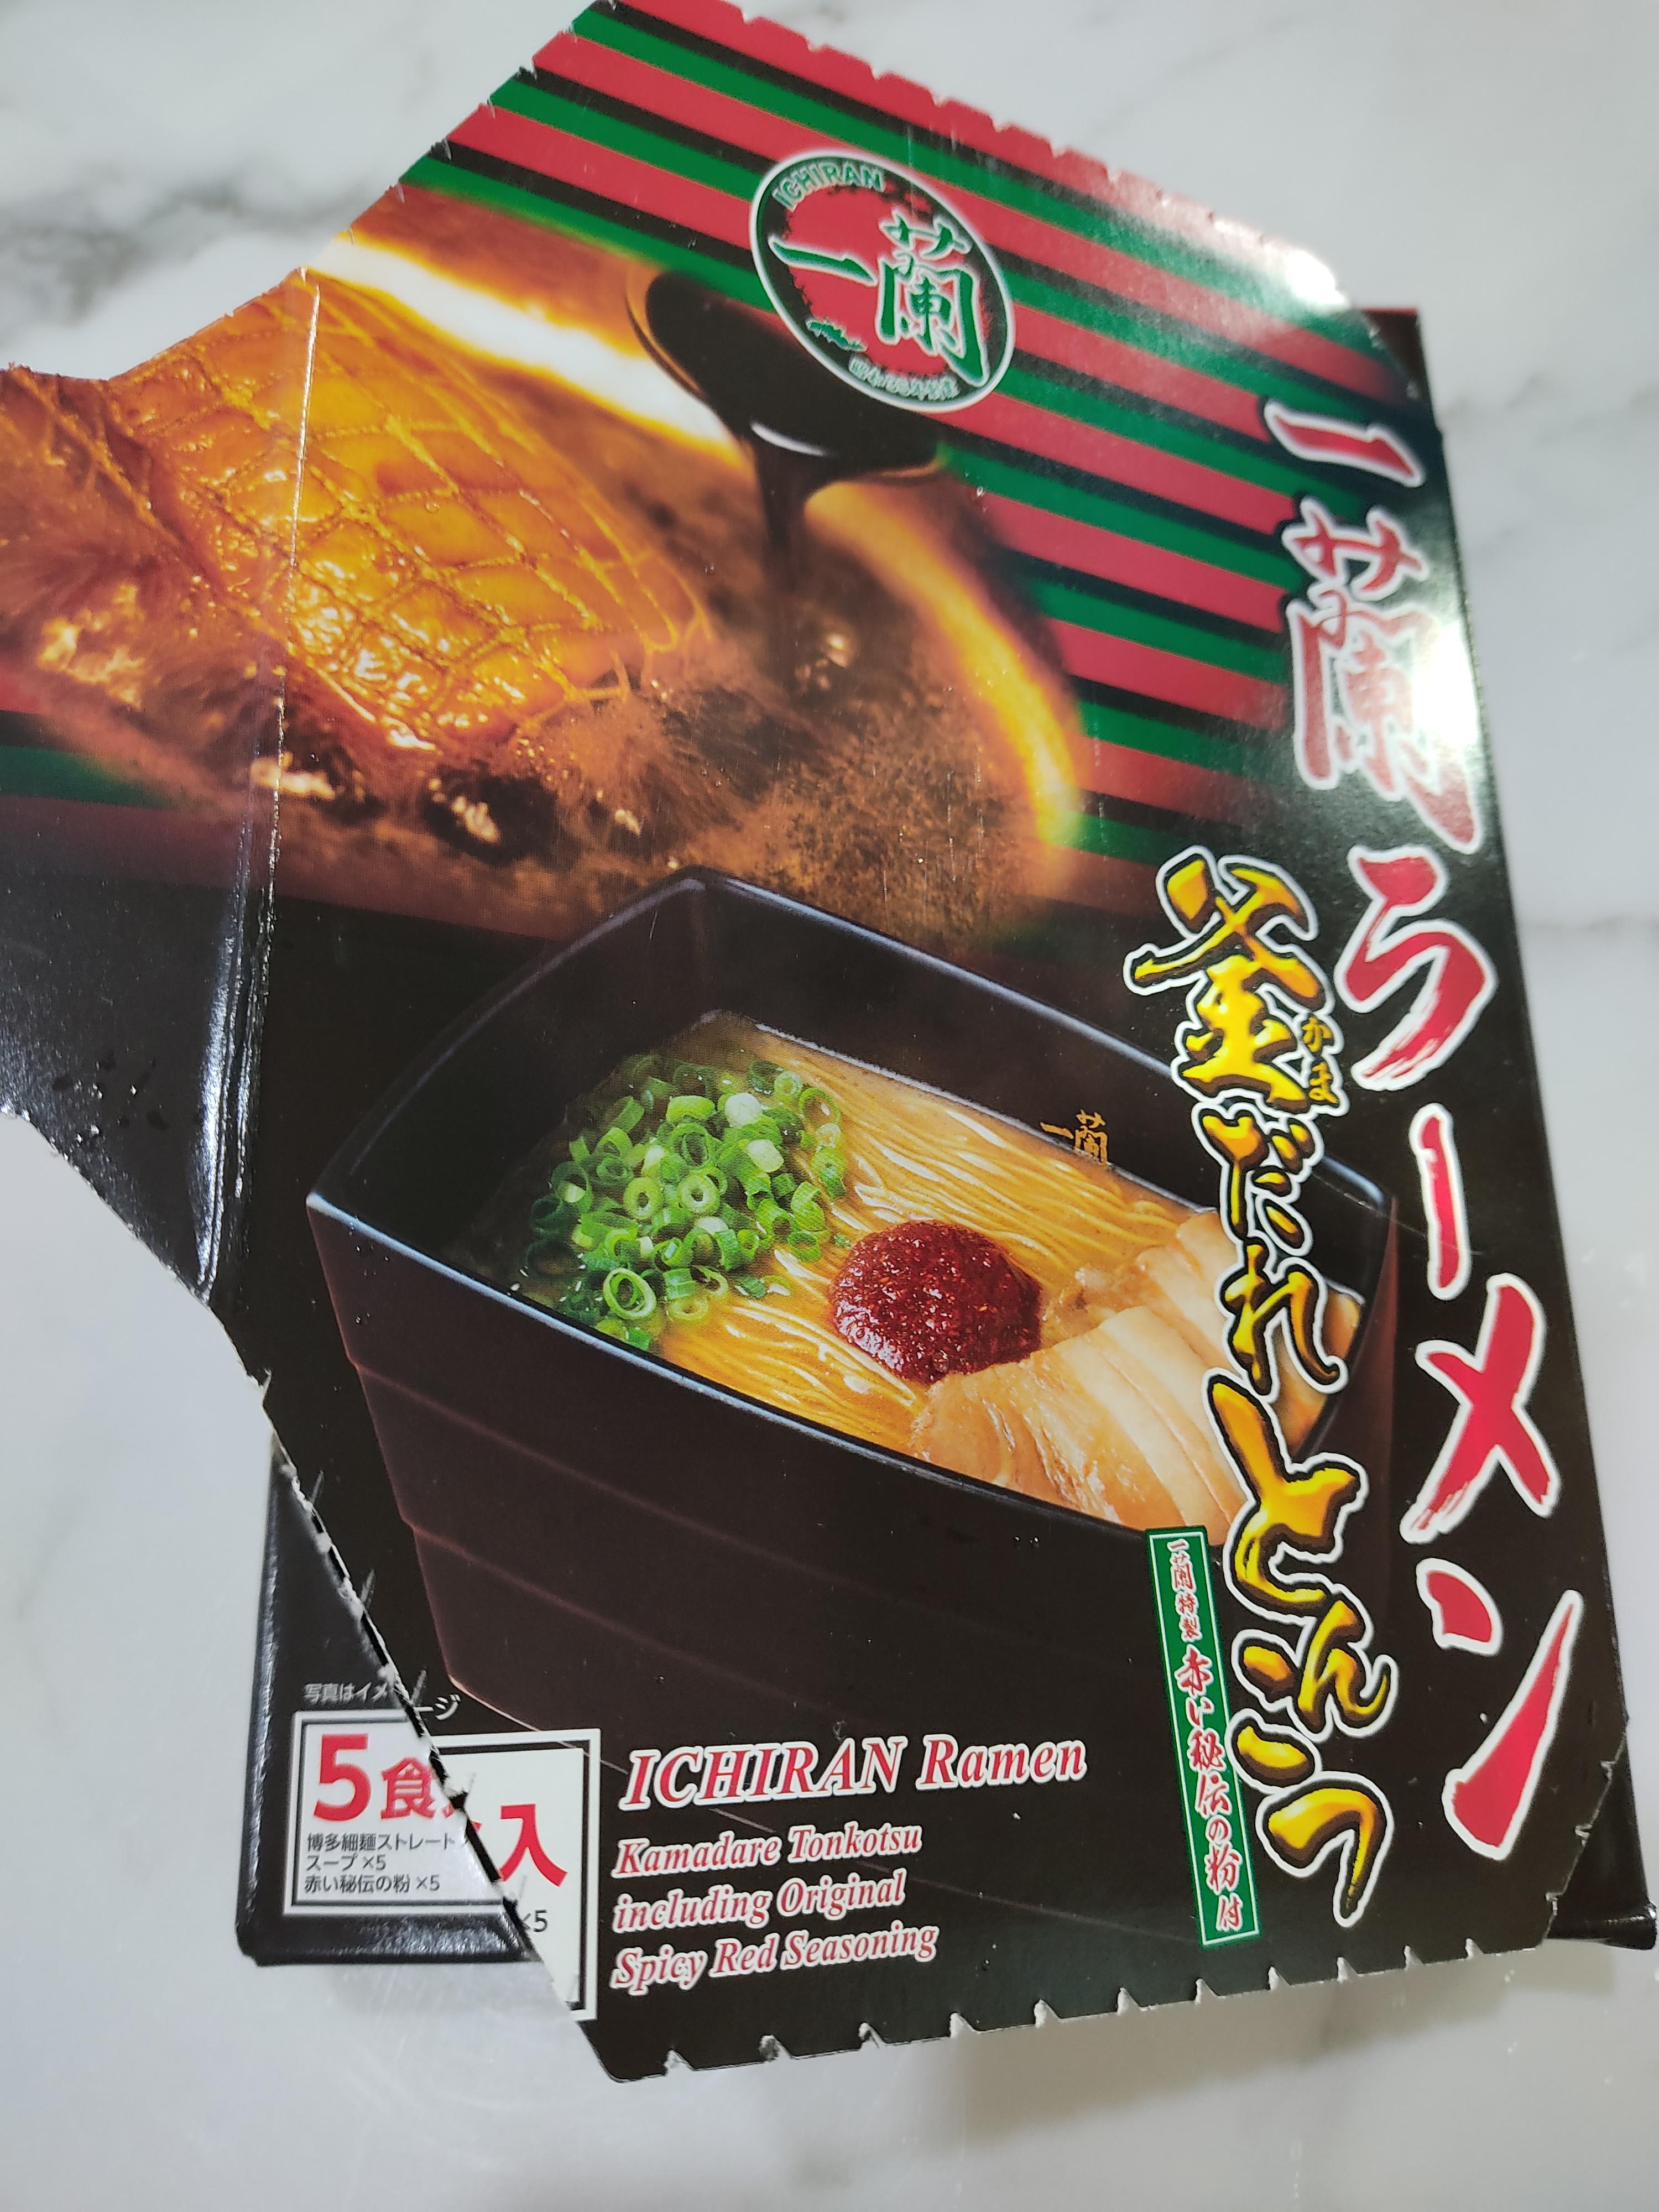 ICHIRAN
一蘭
一蘭ラーメン
釜だれとんこつ
かま
一蘭
一蘭特製 赤い秘伝の粉付
写真はイメージ
5食入
博多細麺ストレート
スープ×5
赤い秘伝の粉×5
×5
ICHIRAN Ramen
Kamadare Tonkotsu
including Original
Spicy Red Seasoning